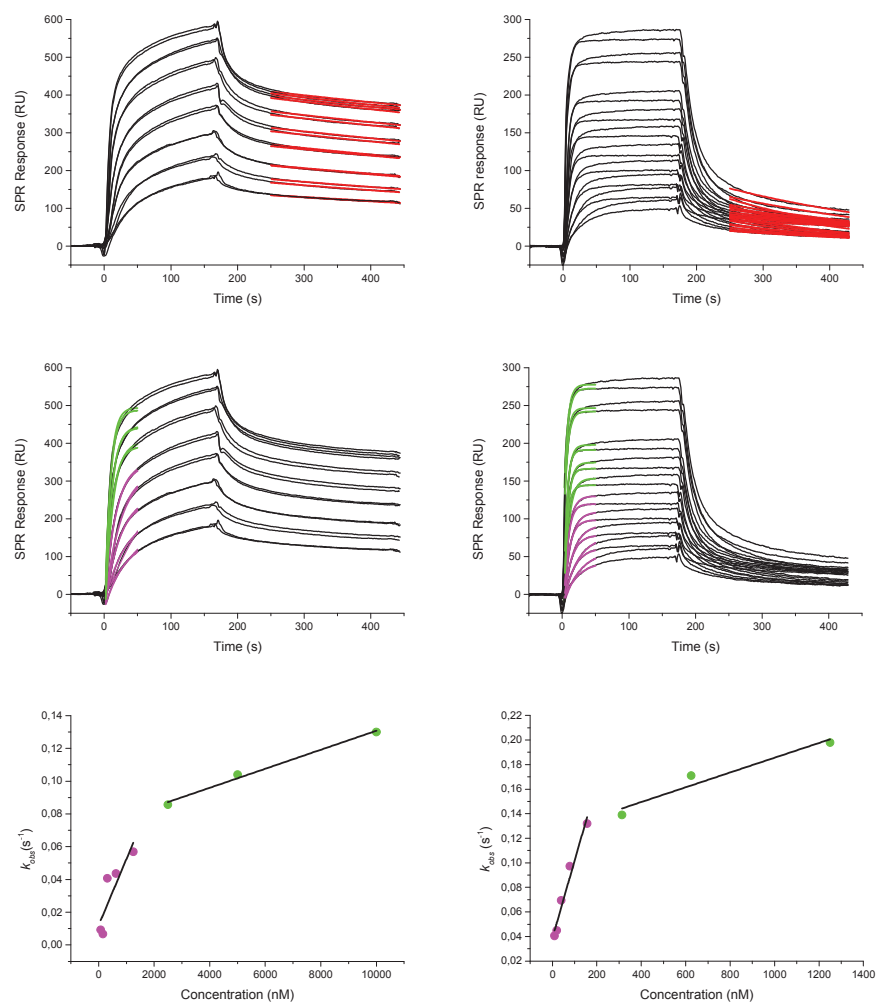 600
500
400
300
200
100
0
SPR Response (RU)
0 100 200 300 400
Time (s)
300
250
200
150
100
50
0
SPR response (RU)
0 100 200 300 400
Time (s)
600
500
400
300
200
100
0
SPR Response (RU)
0 100 200 300 400
Time (s)
300
250
200
150
100
50
0
SPR Response (RU)
0 100 200 300 400
Time (s)
0,14
0,12
0,10
0,08
0,06
0,04
0,02
0,00
kobs(s-1)
0 2000 4000 6000 8000 10000
Concentration (nM)
0,22
0,20
0,18
0,16
0,14
0,12
0,10
0,08
0,06
0,04
0,02
kobs(s-1)
0 200 400 600 800 1000 1200 1400
Concentration (nM)